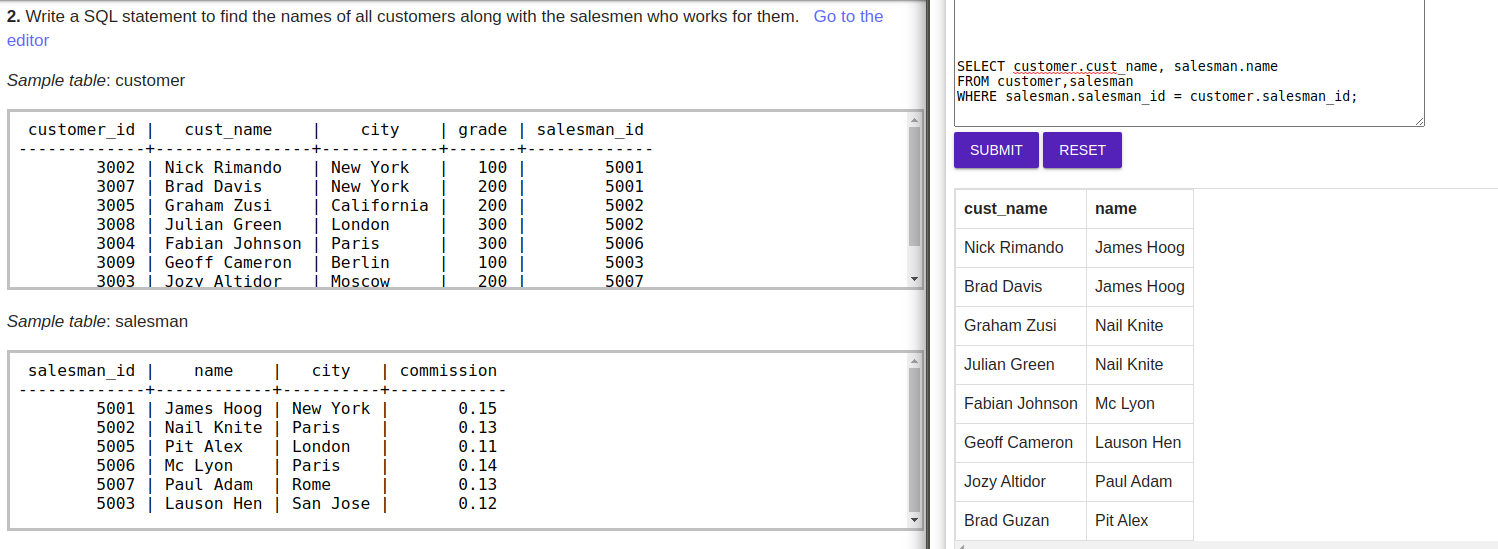 2. Write a SQL statement to find the names of all customers along with the salesmen who works for them. Go to the
editor
Sample table: customer
customer_id | cust_name | city | grade | salesman_id
-------------+----------------+------------+-------+-------------
3002 | Nick Rimando | New York | 100 | 5001
3007 | Brad Davis | New York | 200 | 5001
3005 | Graham Zusi | California | 200 | 5002
3008 | Julian Green | London | 300 | 5002
3004 | Fabian Johnson | Paris | 300 | 5006
3009 | Geoff Cameron | Berlin | 100 | 5003
3003 | Jozy Altidor | Moscow | 200 | 5007
Sample table: salesman
salesman_id | name | city | commission
-------------+------------+----------+------------
5001 | James Hoog | New York | 0.15
5002 | Nail Knite | Paris | 0.13
5005 | Pit Alex | London | 0.11
5006 | Mc Lyon | Paris | 0.14
5007 | Paul Adam | Rome | 0.13
5003 | Lauson Hen | San Jose | 0.12
SELECT customer.cust_name, salesman.name
FROM customer,salesman
WHERE salesman.salesman_id = customer.salesman_id;
SUBMIT RESET
cust_name name
Nick Rimando James Hoog
Brad Davis James Hoog
Graham Zusi Nail Knite
Julian Green Nail Knite
Fabian Johnson Mc Lyon
Geoff Cameron Lauson Hen
Jozy Altidor Paul Adam
Brad Guzan Pit Alex